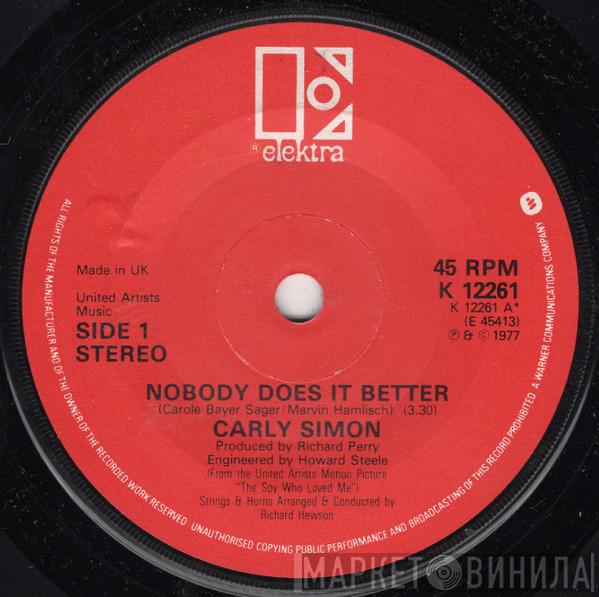 ® elektra
ALL RIGHTS OF THE MANUFACTURER AND OF THE OWNER OF THE RECORDED WORK RESERVED UNAUTHORISED COPYING PUBLIC PERFORMANCE AND BROADCASTING OF THIS RECORD PROHIBITED A WARNER COMMUNICATIONS COMPANY
Made in UK
United Artists
Music
SIDE 1
STEREO
45 RPM
K 12261
K 12261 A*
(E 45413)
℗ & © 1977
NOBODY DOES IT BETTER
(Carole Bayer Sager/Marvin Hamlisch) (3.30)
CARLY SIMON
Produced by Richard Perry
Engineered by Howard Steele
(From the United Artists Motion Picture
"The Spy Who Loved Me")
Strings & Horns Arranged & Conducted by
Richard Hewson
МАРКЕТ ВИНИЛА